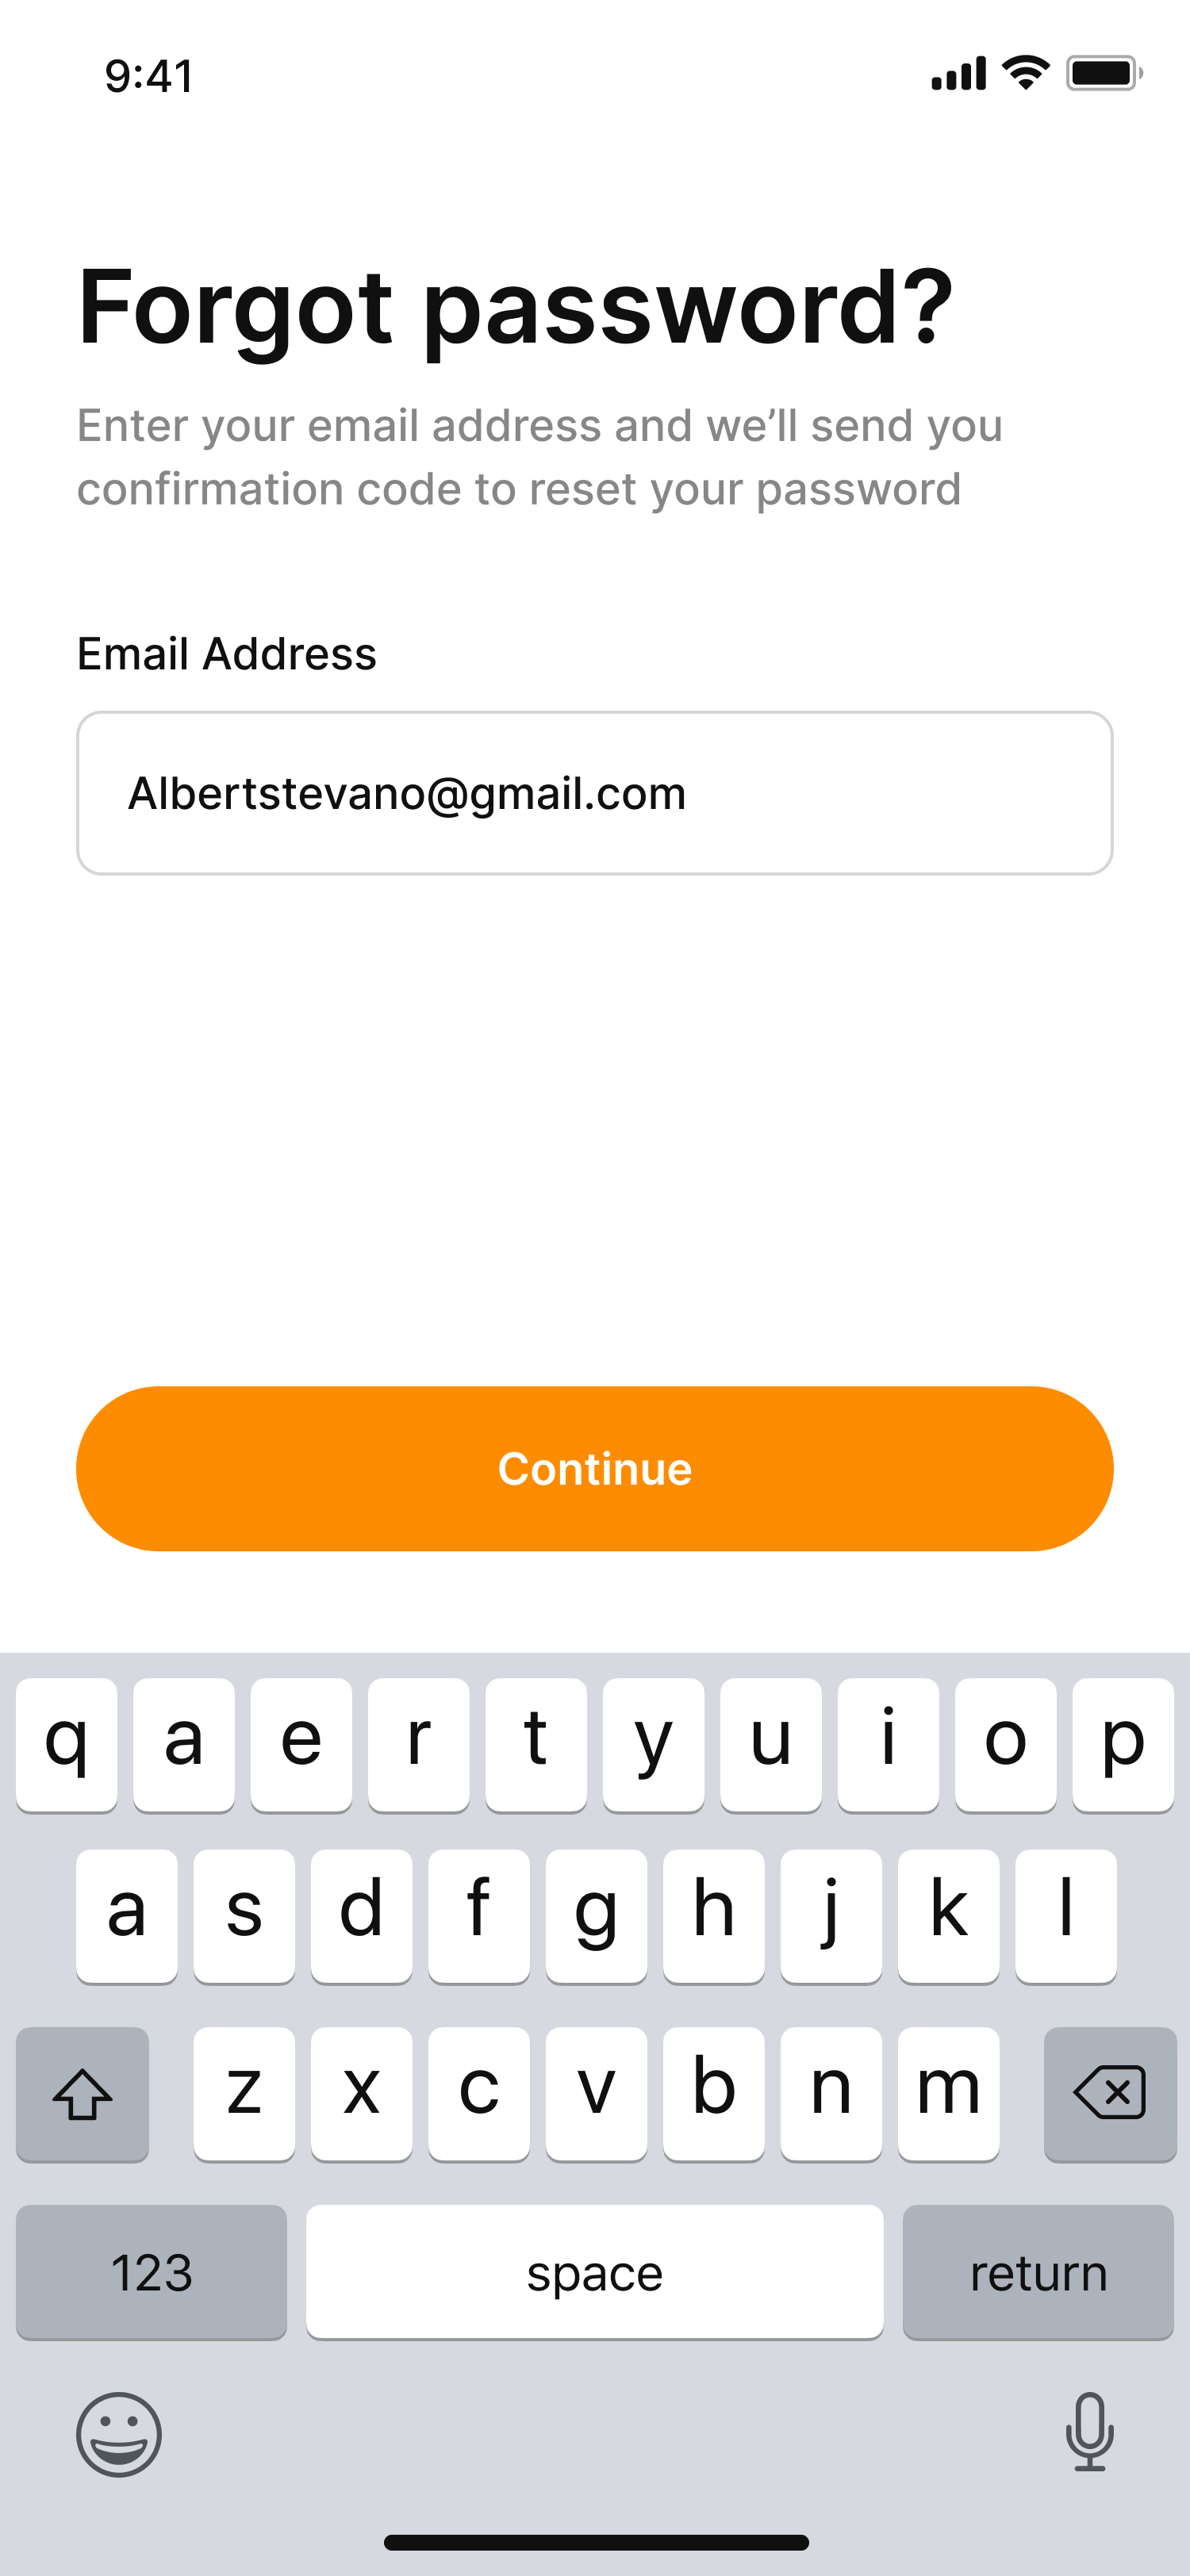 9:41
Forgot password?
Enter your email address and we’ll send you
confirmation code to reset your password
Email Address
Albertstevano@gmail.com
Continue
q a e r t y u i o p
a s d f g h j k l
z x c v b n m
123 space return